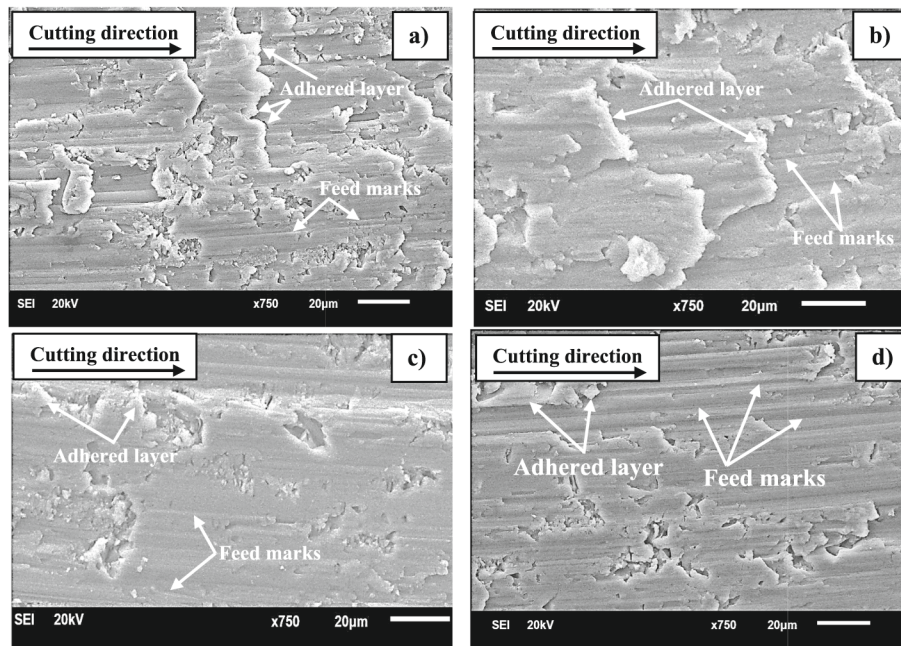 Cutting direction
a)
Adhered layer
Feed marks
SEI 20kV x750 20µm
Cutting direction
b)
Adhered layer
Feed marks
SEI 20kV x750 20µm
Cutting direction
c)
Adhered layer
Feed marks
SEI 20kV x750 20µm
Cutting direction
d)
Adhered layer
Feed marks
SEI 20kV x750 20µm